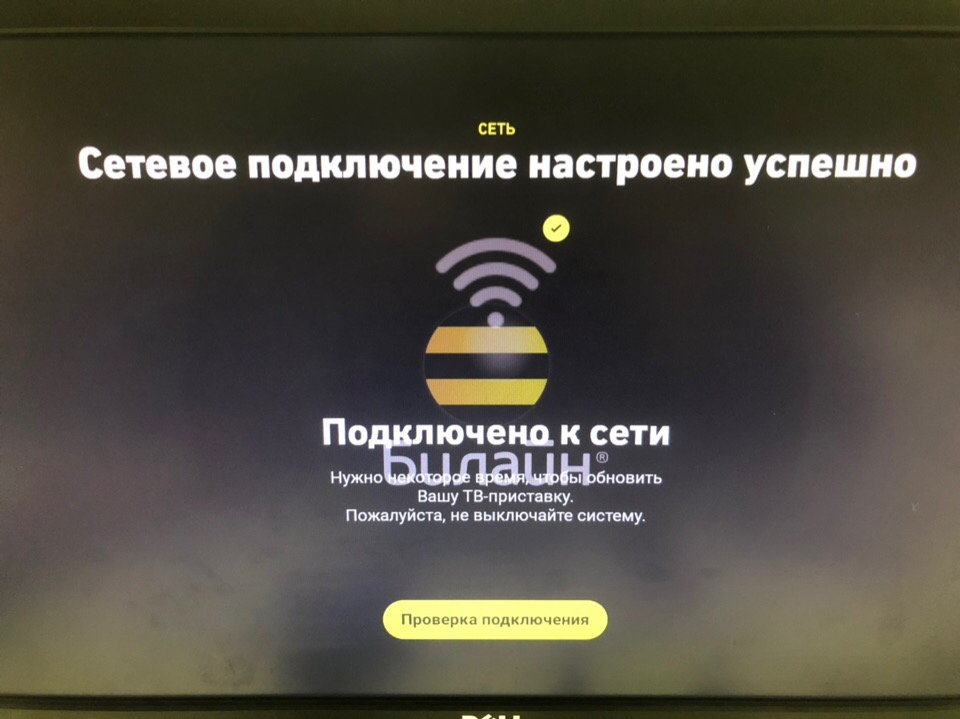 СЕТЬ
Сетевое подключение настроено успешно
Подключено к сети
Билайн®
Нужно некоторое время, чтобы обновить
Вашу ТВ-приставку.
Пожалуйста, не выключайте систему.
Проверка подключения